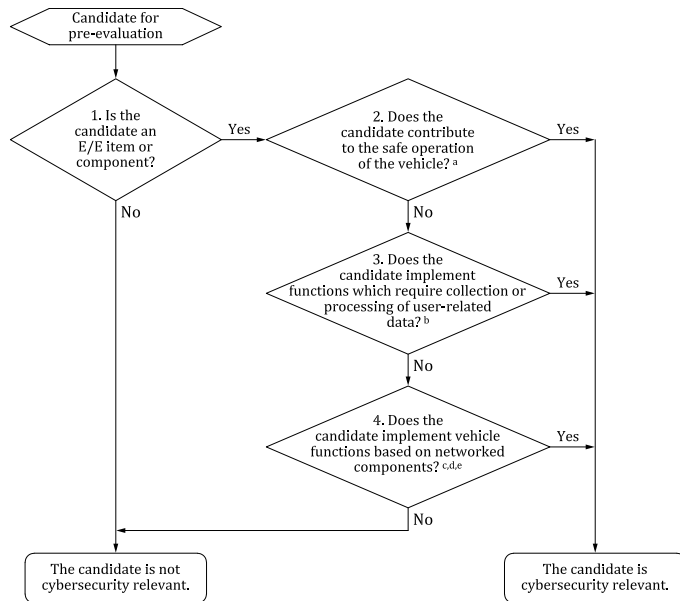 Candidate for
pre-evaluation
1. Is the
candidate an
E/E item or
component?
Yes
No
2. Does the
candidate contribute
to the safe operation
of the vehicle? a
Yes
No
3. Does the
candidate implement
functions which require collection or
processing of user-related
data? b
Yes
No
4. Does the
candidate implement vehicle
functions based on networked
components? c,d,e
Yes
No
The candidate is not
cybersecurity relevant.
The candidate is
cybersecurity relevant.